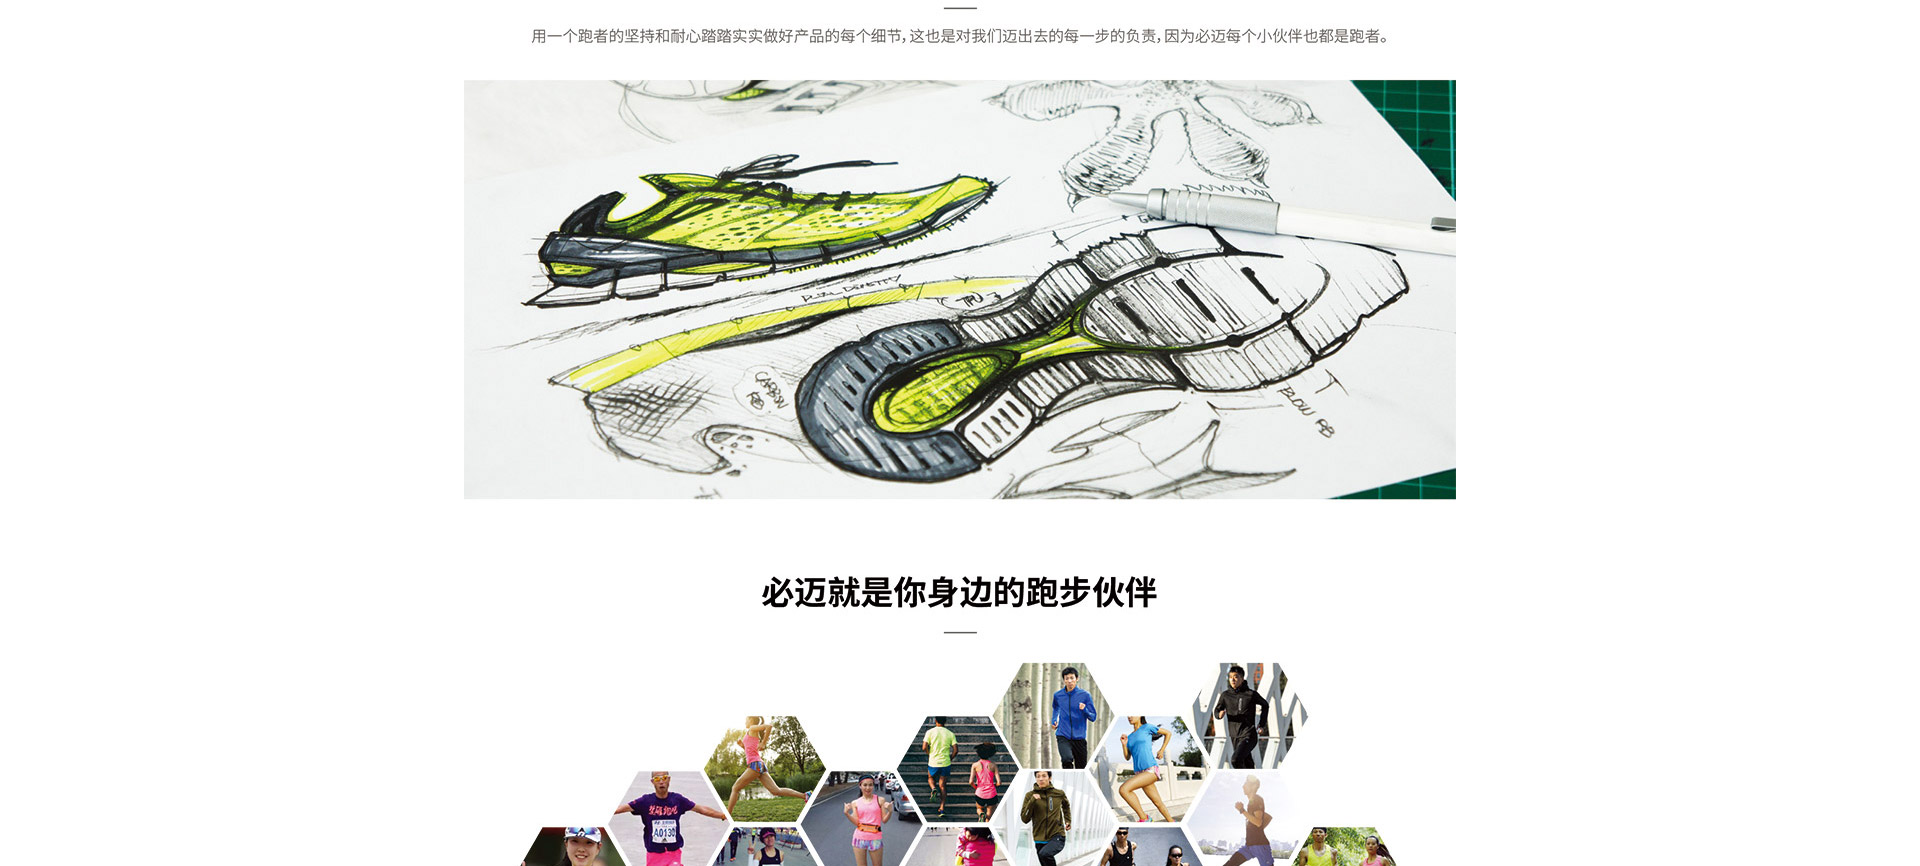 用一个跑者的坚持和耐心踏踏实实做好产品的每个细节，这也是对我们迈出去的每一步的负责，因为必迈每个小伙伴也都是跑者。
TPU
CARBON
RB
BLOW RB
必迈就是你身边的跑步伙伴
A0130